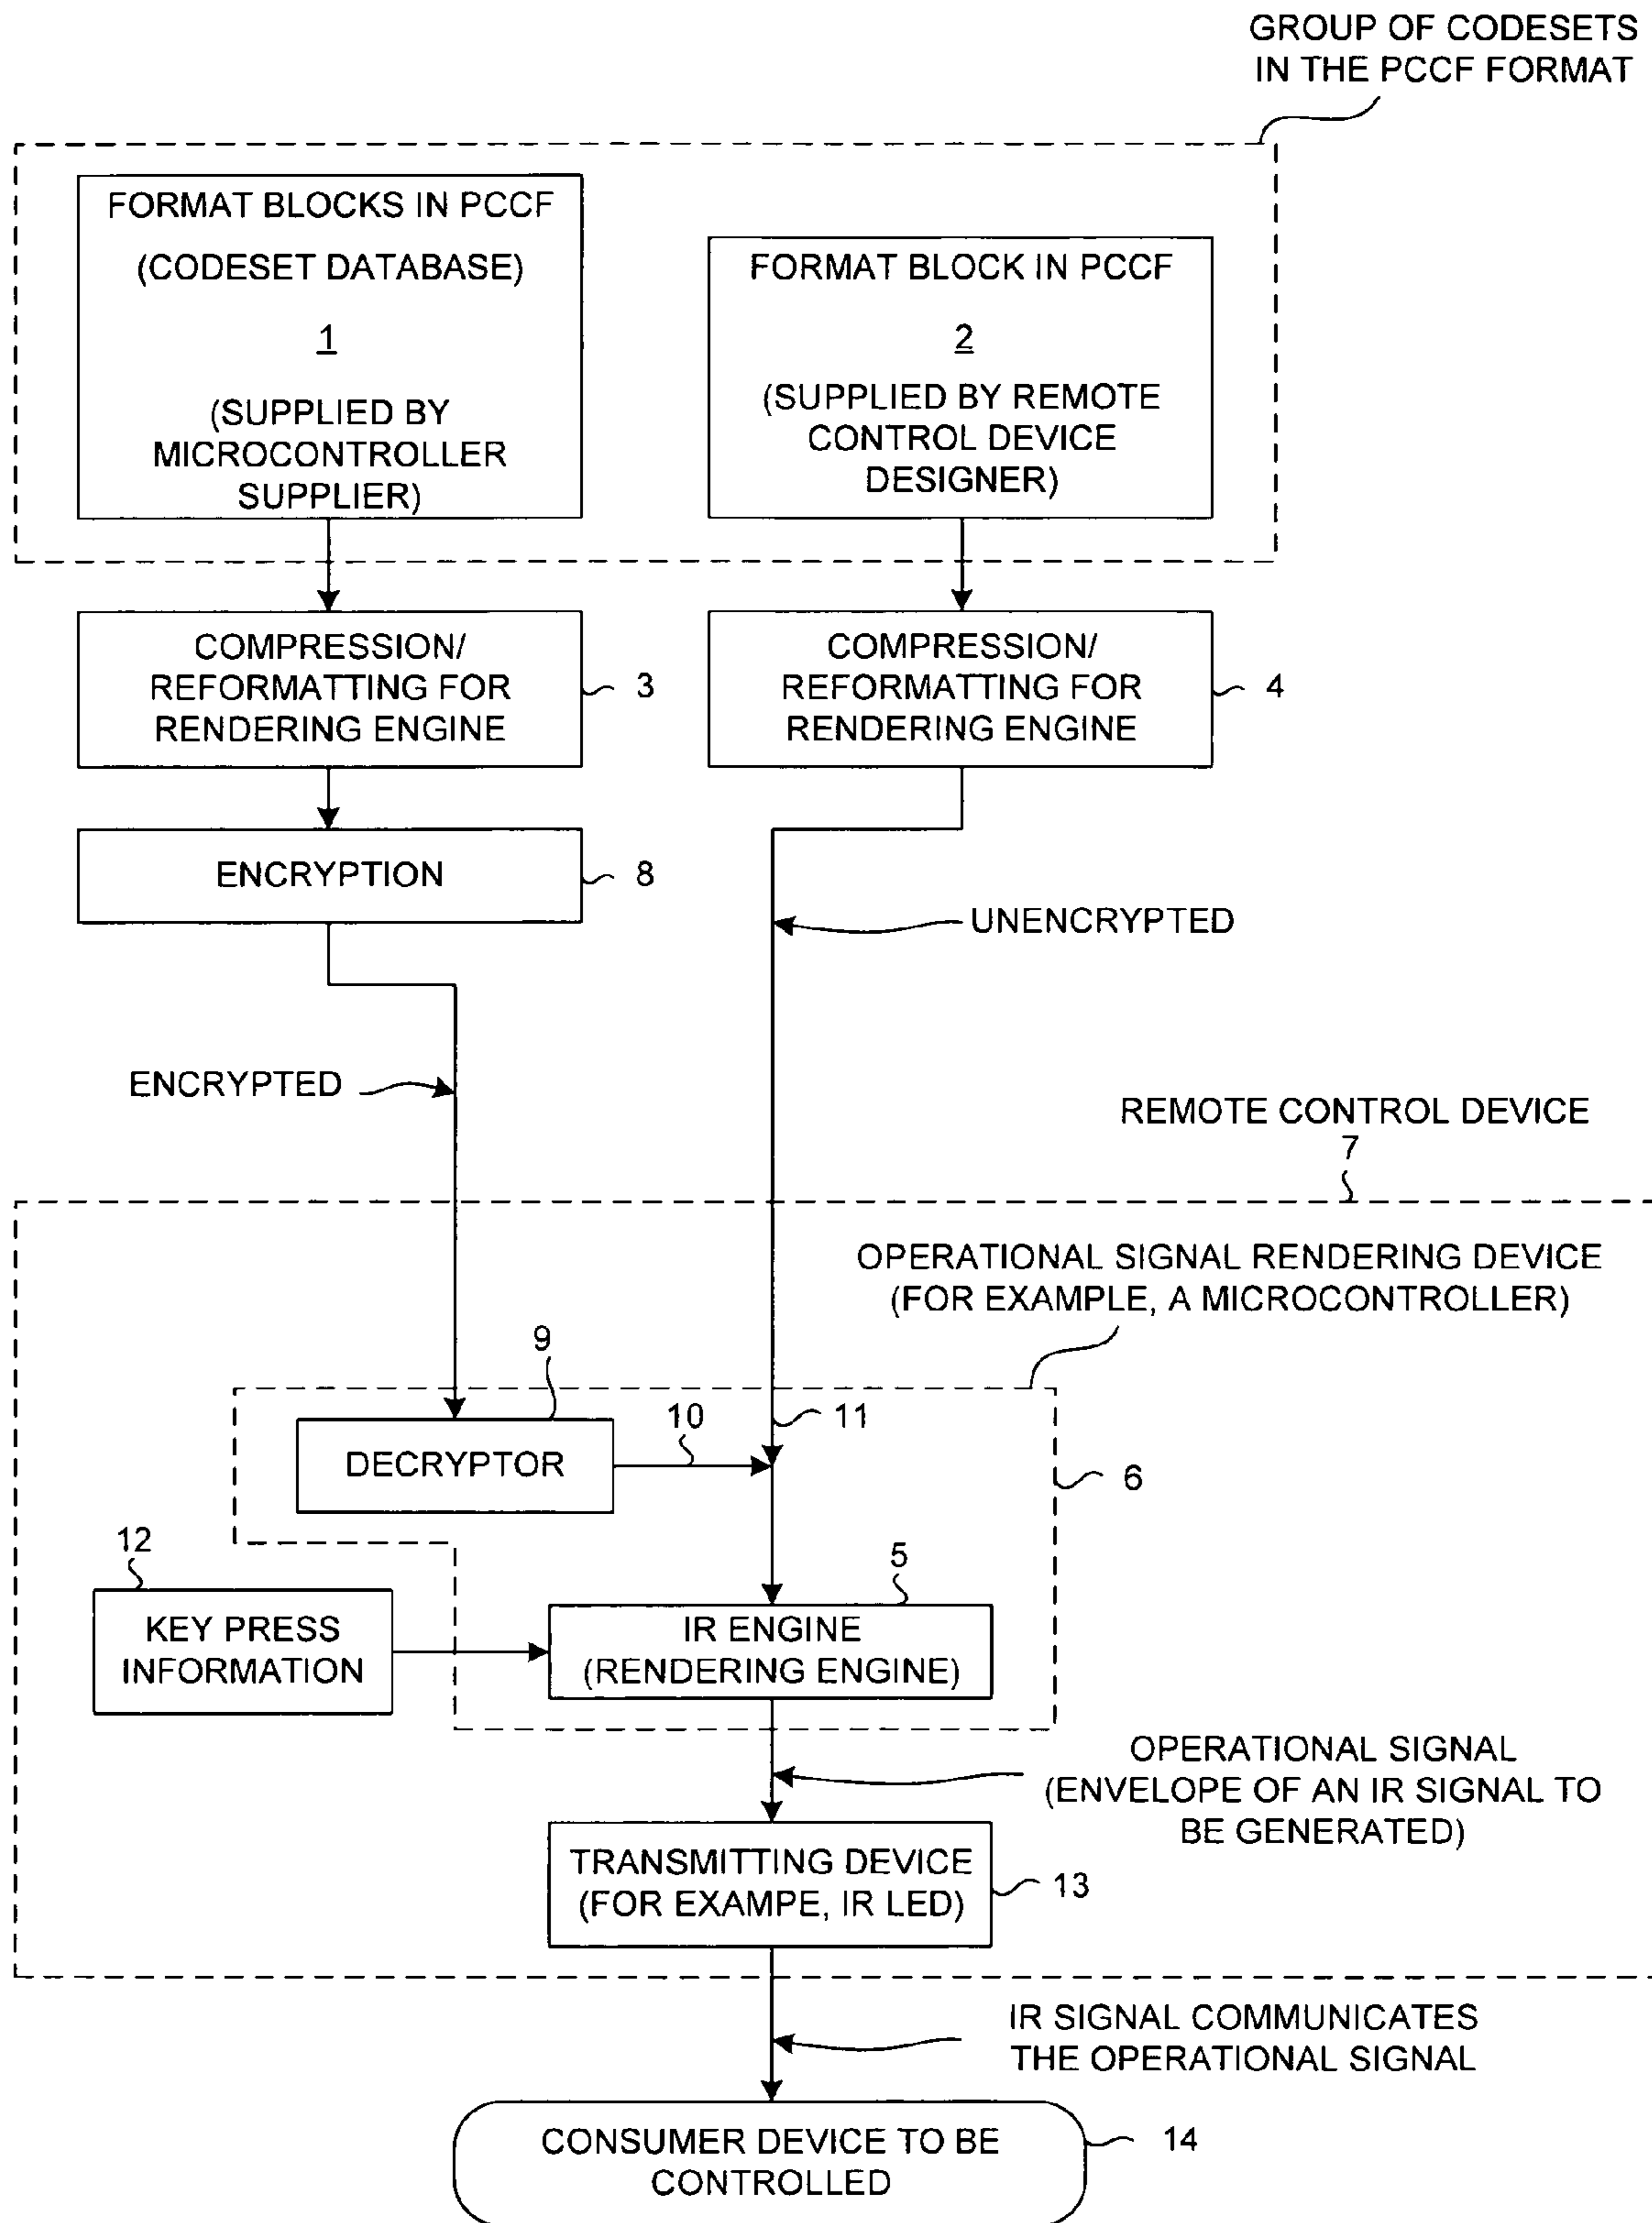 GROUP OF CODESETS
IN THE PCCF FORMAT
FORMAT BLOCKS IN PCCF
(CODESET DATABASE)
1
(SUPPLIED BY
MICROCONTROLLER
SUPPLIER)
FORMAT BLOCK IN PCCF
2
(SUPPLIED BY REMOTE
CONTROL DEVICE
DESIGNER)
COMPRESSION/
REFORMATTING FOR
RENDERING ENGINE
3
COMPRESSION/
REFORMATTING FOR
RENDERING ENGINE
4
ENCRYPTION
8
UNENCRYPTED
ENCRYPTED
REMOTE CONTROL DEVICE
7
OPERATIONAL SIGNAL RENDERING DEVICE
(FOR EXAMPLE, A MICROCONTROLLER)
9
DECRYPTOR
10
11
6
12
KEY PRESS
INFORMATION
5
IR ENGINE
(RENDERING ENGINE)
OPERATIONAL SIGNAL
(ENVELOPE OF AN IR SIGNAL TO
BE GENERATED)
TRANSMITTING DEVICE
(FOR EXAMPE, IR LED)
13
IR SIGNAL COMMUNICATES
THE OPERATIONAL SIGNAL
CONSUMER DEVICE TO BE
CONTROLLED
14